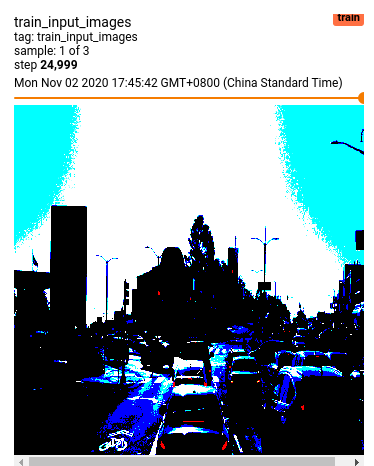 train_input_images
train
tag: train_input_images
sample: 1 of 3
step 24,999
Mon Nov 02 2020 17:45:42 GMT+0800 (China Standard Time)